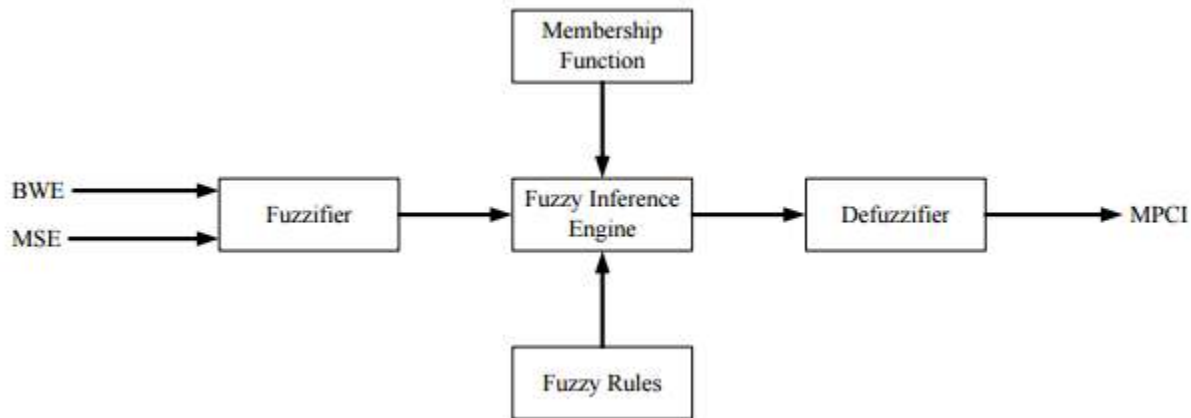 Membership
Function
BWE
MSE
Fuzzifier
Fuzzy Inference
Engine
Defuzzifier
MPCI
Fuzzy Rules